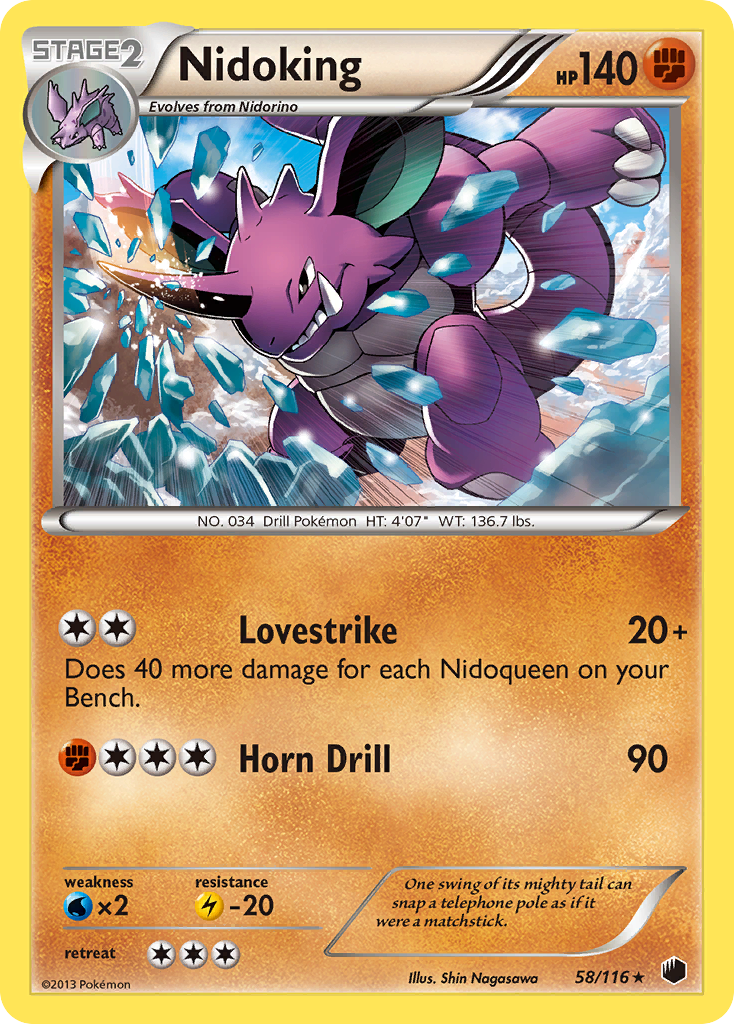 STAGE2
Nidoking
HP140
Evolves from Nidorino
NO. 034 Drill Pokémon HT: 4'07" WT: 136.7 lbs.
Lovestrike 20+
Does 40 more damage for each Nidoqueen on your
Bench.
Horn Drill 90
weakness
×2
resistance
-20
retreat
One swing of its mighty tail can
snap a telephone pole as if it
were a matchstick.
©2013 Pokémon
Illus. Shin Nagasawa
58/116 ★